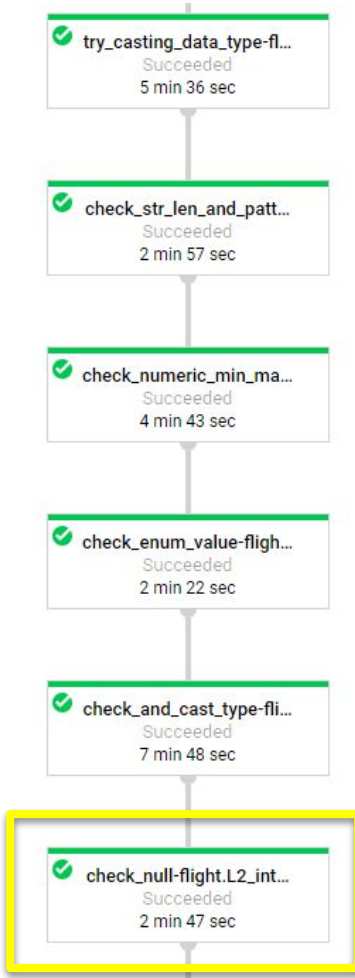 try_casting_data_type-fl...
Succeeded
5 min 36 sec
check_str_len_and_patt...
Succeeded
2 min 57 sec
check_numeric_min_ma...
Succeeded
4 min 43 sec
check_enum_value-fligh...
Succeeded
2 min 22 sec
check_and_cast_type-fli...
Succeeded
7 min 48 sec
check_null-flight.L2_int...
Succeeded
2 min 47 sec